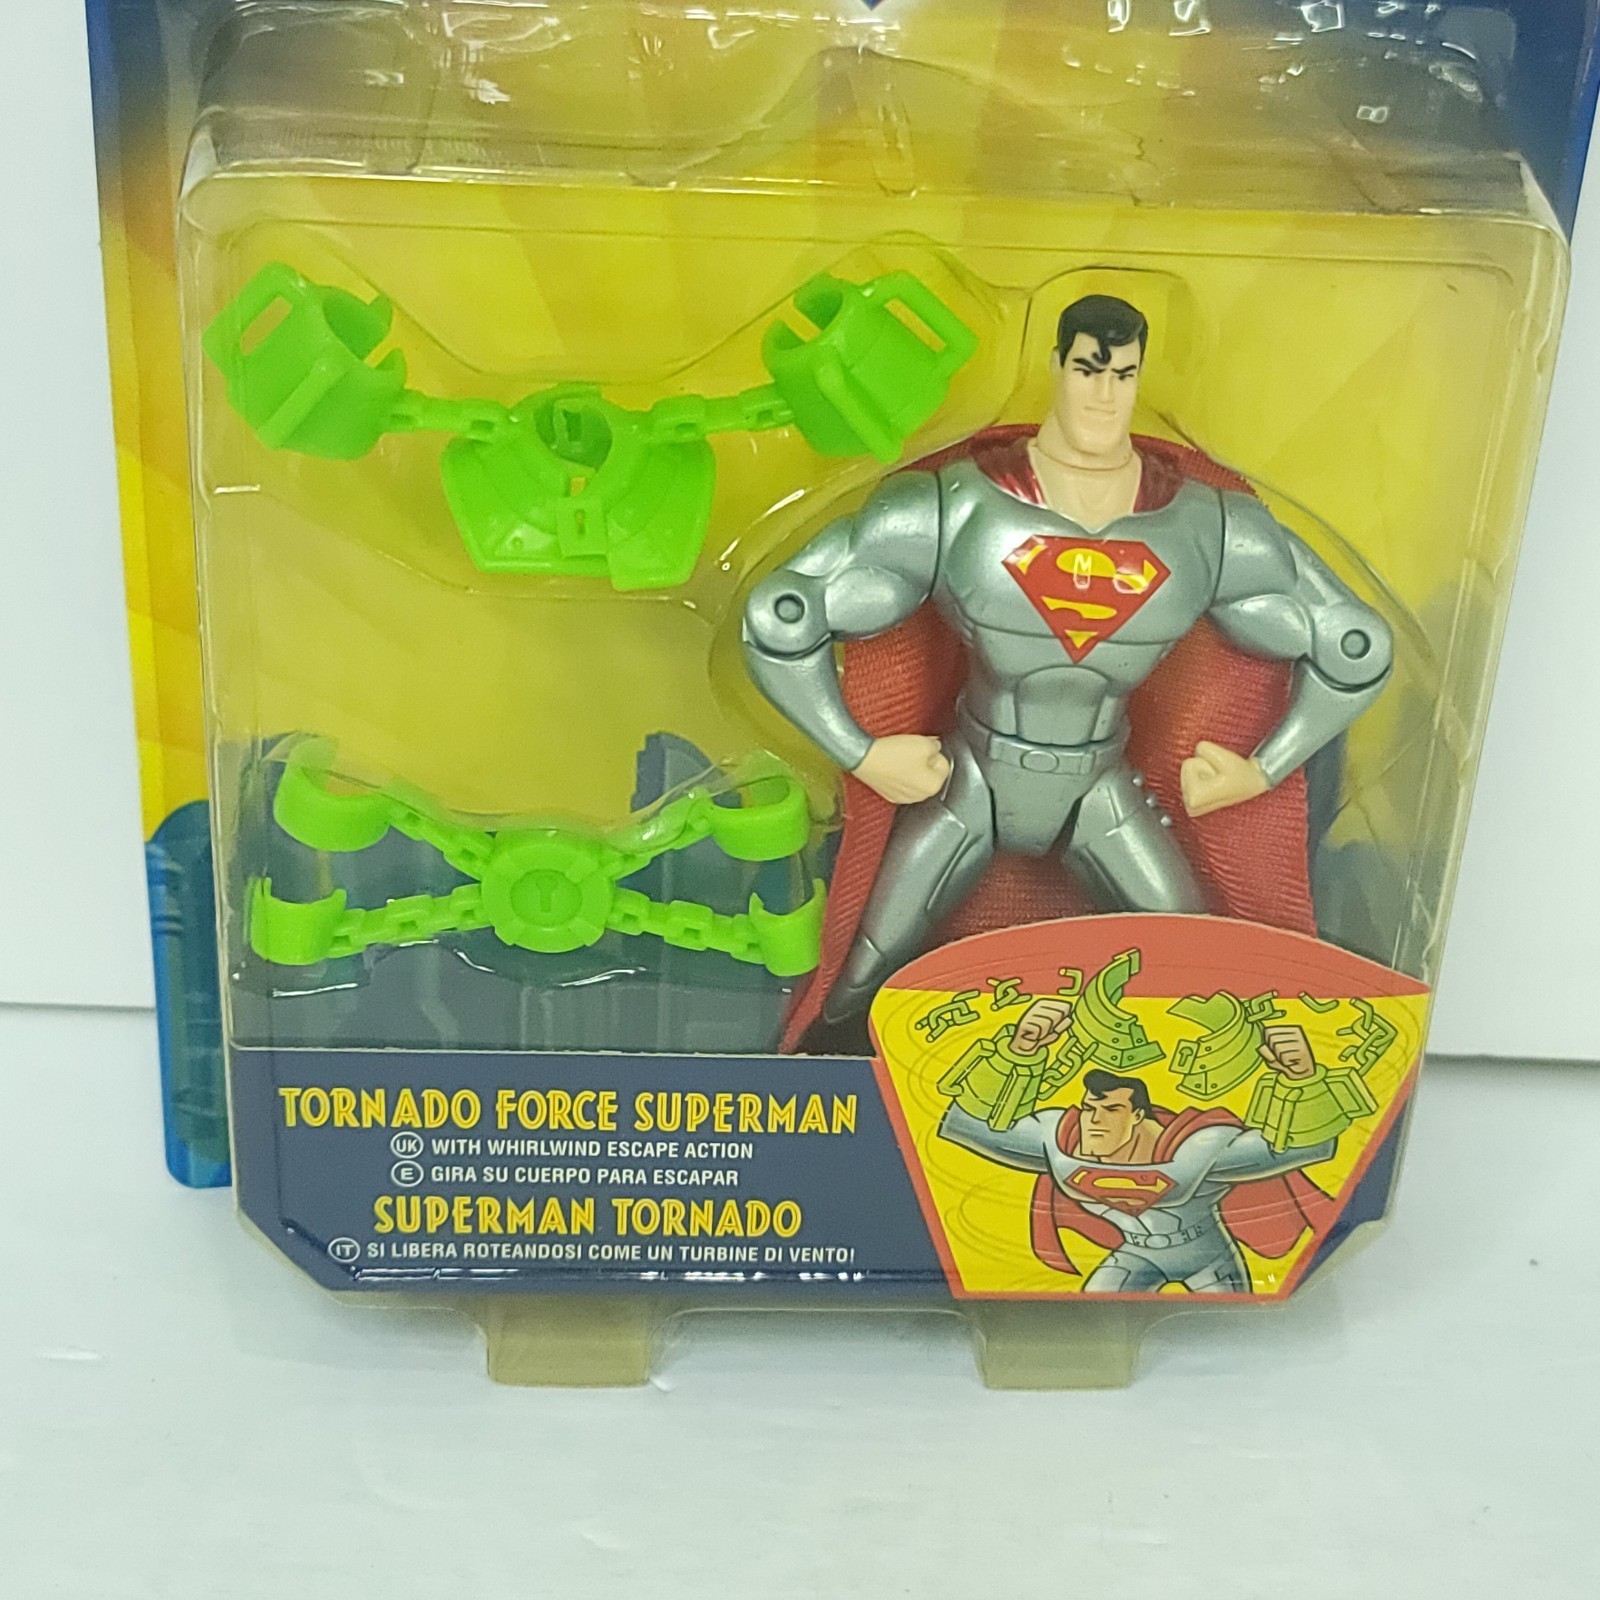 TORNADO FORCE SUPERMAN
UK WITH WHIRLWIND ESCAPE ACTION
E GIRA SU CUERPO PARA ESCAPAR
SUPERMAN TORNADO
IT SI LIBERA ROTEANDOSI COME UN TURBINE DI VENTO!